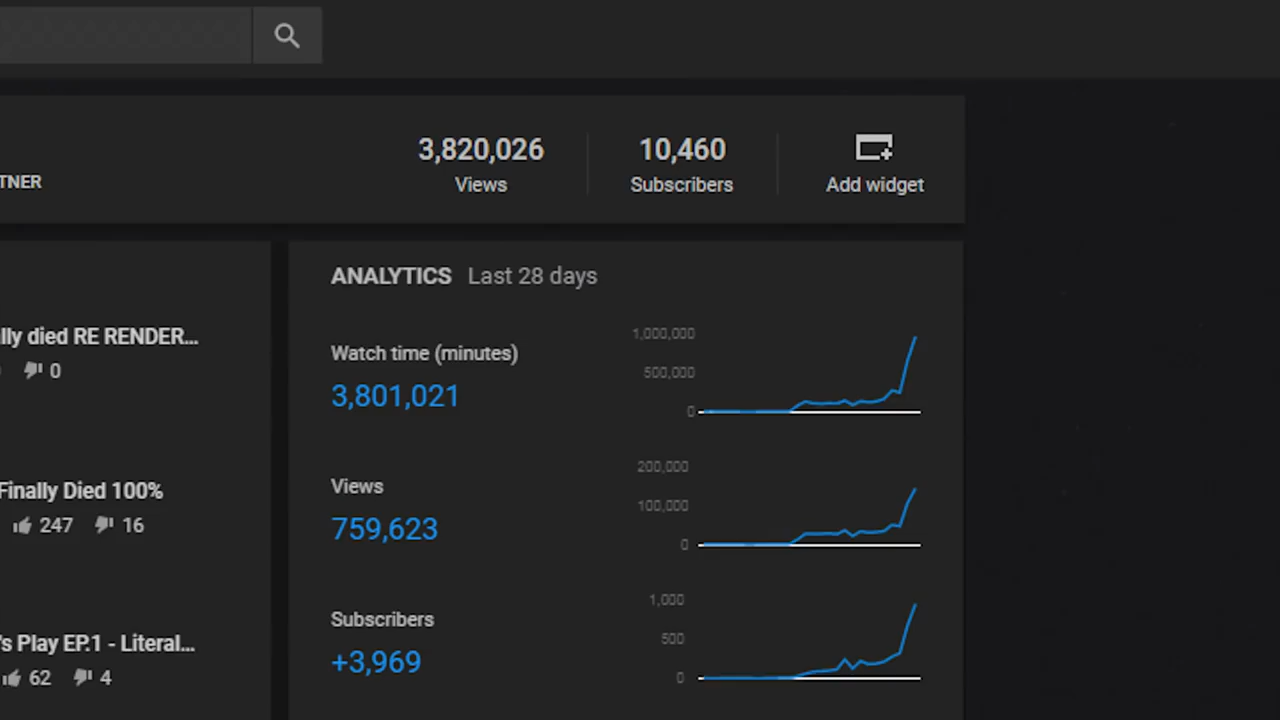 3,820,026
Views
10,460
Subscribers
Add widget
TNER
lly died RE RENDER...
0
Finally Died 100%
247 16
's Play EP.1 - Literal...
62 4
ANALYTICS Last 28 days
Watch time (minutes)
3,801,021
1,000,000
500,000
0
Views
759,623
200,000
100,000
0
Subscribers
+3,969
1,000
500
0